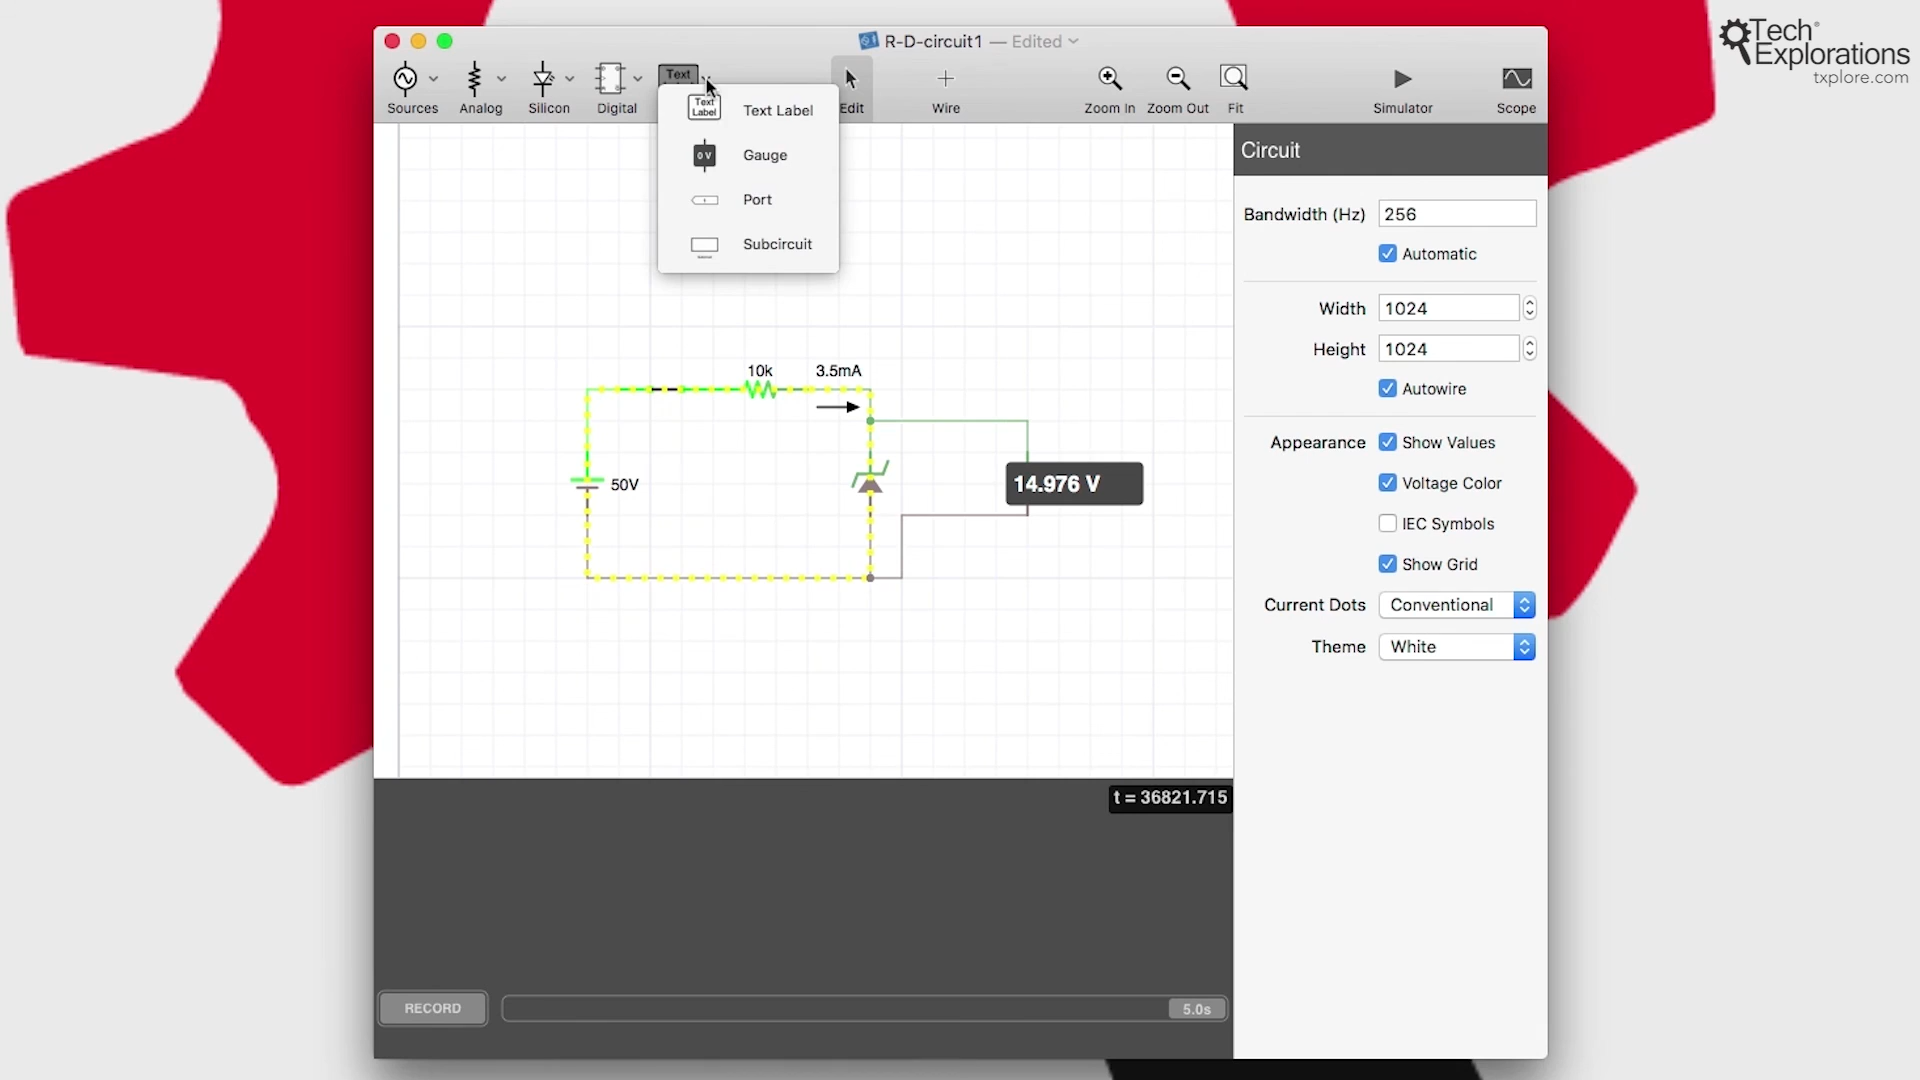 Tech
Explorations
txplore.com
R-D-circuit1 — Edited
Sources
Analog
Silicon
Digital
Text
Edit
Wire
Zoom In
Zoom Out
Fit
Simulator
Scope
Text
Label
Text Label
0 V
Gauge
Port
Subcircuit
Circuit
Bandwidth (Hz)
256
Automatic
Width
1024
Height
1024
Autowire
Appearance
Show Values
Voltage Color
IEC Symbols
Show Grid
Current Dots
Conventional
Theme
White
10k
3.5mA
50V
14.976 V
t = 36821.715
RECORD
5.0s